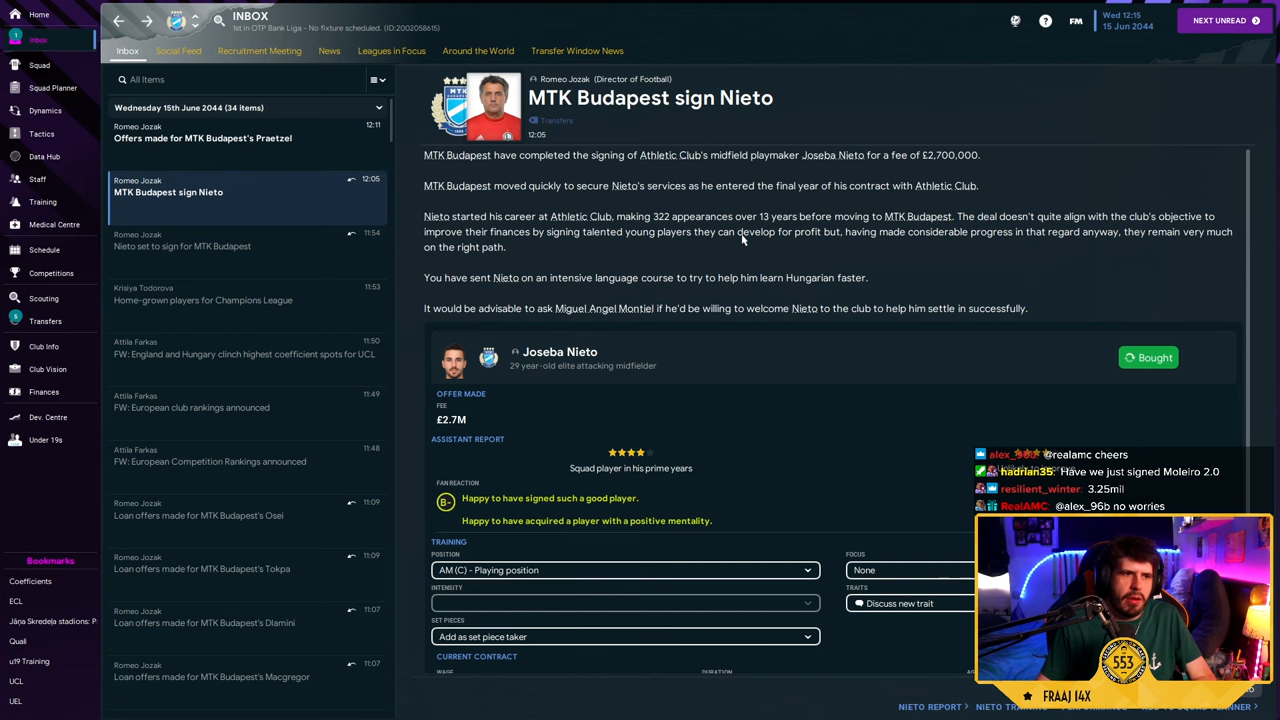 Home
INBOX
1st in OTP Bank Liga - No fixture scheduled. (ID:2002058615)
FM
Wed 12:15
15 Jun 2044
NEXT UNREAD
1
Inbox
Inbox
Social Feed
Recruitment Meeting
News
Leagues in Focus
Around the World
Transfer Window News
Squad
Squad Planner
Dynamics
Tactics
Data Hub
Staff
Training
Medical Centre
Schedule
Competitions
Scouting
5
Transfers
Club Info
Club Vision
Finances
Dev. Centre
Under 19s
Bookmarks
Coefficients
ECL
Jāņa Skredeļa stadions: P
Quali
u19 Training
UCL
UEL
All Items
Wednesday 15th June 2044 (34 items)
Romeo Jozak
12:11
Offers made for MTK Budapest's Praetzel
Romeo Jozak
12:05
MTK Budapest sign Nieto
Romeo Jozak
11:54
Nieto set to sign for MTK Budapest
Krisiya Todorova
11:53
Home-grown players for Champions League
Attila Farkas
11:50
FW: England and Hungary clinch highest coefficient spots for UCL
Attila Farkas
11:49
FW: European club rankings announced
Attila Farkas
11:48
FW: European Competition Rankings announced
Romeo Jozak
11:09
Loan offers made for MTK Budapest's Osei
Romeo Jozak
11:09
Loan offers made for MTK Budapest's Tokpa
Romeo Jozak
11:07
Loan offers made for MTK Budapest's Dlamini
Romeo Jozak
11:07
Loan offers made for MTK Budapest's Macgregor
Romeo Jozak (Director of Football)
MTK Budapest sign Nieto
Transfers
12:05
MTK Budapest have completed the signing of Athletic Club's midfield playmaker Joseba Nieto for a fee of £2,700,000.
MTK Budapest moved quickly to secure Nieto's services as he entered the final year of his contract with Athletic Club.
Nieto started his career at Athletic Club, making 322 appearances over 13 years before moving to MTK Budapest. The deal doesn't quite align with the club's objective to
improve their finances by signing talented young players they can develop for profit but, having made considerable progress in that regard anyway, they remain very much
on the right path.
You have sent Nieto on an intensive language course to try to help him learn Hungarian faster.
It would be advisable to ask Miguel Angel Montiel if he'd be willing to welcome Nieto to the club to help him settle in successfully.
Joseba Nieto
29 year-old elite attacking midfielder
Bought
OFFER MADE
FEE
£2.7M
ASSISTANT REPORT
Squad player in his prime years
FAN REACTION
B-
Happy to have signed such a good player.
Happy to have acquired a player with a positive mentality.
TRAINING
POSITION
AM (C) - Playing position
FOCUS
None
INTENSITY
TRAITS
Discuss new trait
SET PIECES
Add as set piece taker
CURRENT CONTRACT
WAGE
DURATION
alex_96b: @realamc cheers
hadrian35: Have we just signed Moleiro 2.0
resilient_winter: 3.25mil
RealAMC: @alex_96b no worries
553
FRAAJ 14X
NIETO REPORT